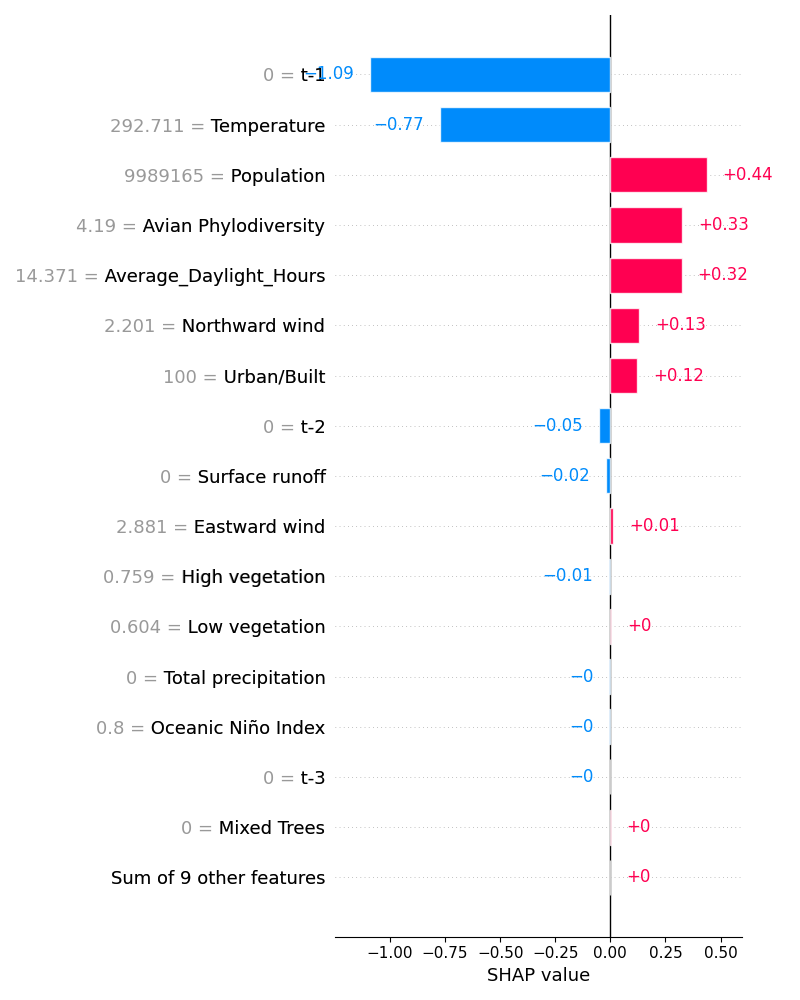 0 = t-1 −1.09
292.711 = Temperature −0.77
9989165 = Population +0.44
4.19 = Avian Phylodiversity +0.33
14.371 = Average_Daylight_Hours +0.32
2.201 = Northward wind +0.13
100 = Urban/Built +0.12
0 = t-2 −0.05
0 = Surface runoff −0.02
2.881 = Eastward wind +0.01
0.759 = High vegetation −0.01
0.604 = Low vegetation +0
0 = Total precipitation −0
0.8 = Oceanic Niño Index −0
0 = t-3 −0
0 = Mixed Trees +0
Sum of 9 other features +0
−1.00 −0.75 −0.50 −0.25 0.00 0.25 0.50
SHAP value